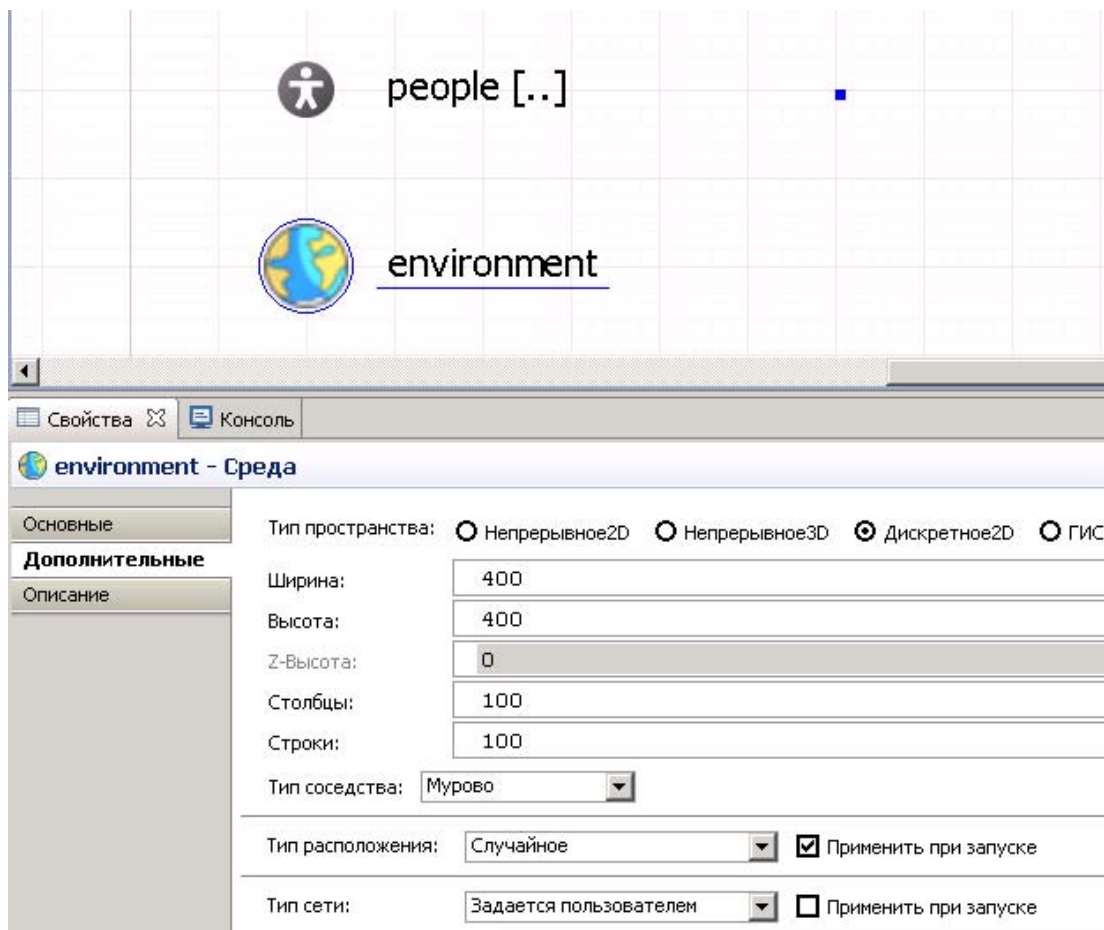 people [..]
environment
Свойства Консоль
environment - Среда
Основные
Дополнительные
Описание
Тип пространства: Непрерывное2D Непрерывное3D Дискретное2D ГИС
Ширина: 400
Высота: 400
Z-Высота: 0
Столбцы: 100
Строки: 100
Тип соседства: Мурово
Тип расположения: Случайное Применить при запуске
Тип сети: Задается пользователем Применить при запуске